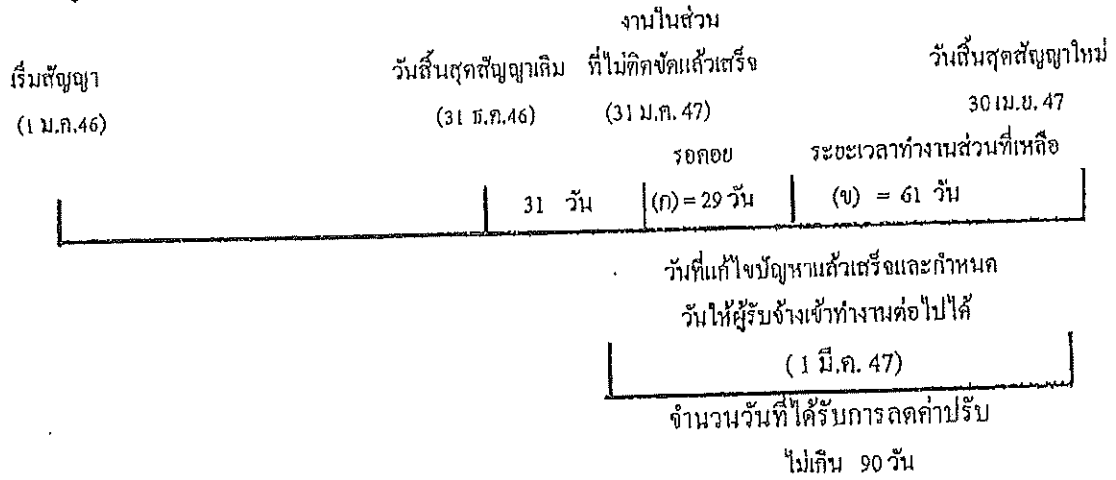 งานในส่วน
เริ่มสัญญา วันสิ้นสุดสัญญาเดิม ที่ไม่ติดขัดแล้วเสร็จ วันสิ้นสุดสัญญาใหม่
(1 ม.ค.46) (31 ธ.ค.46) (31 ม.ค. 47) 30 เม.ย. 47
รอคอย ระยะเวลาทำงานส่วนที่เหลือ
31 วัน (ก) = 29 วัน (ข) = 61 วัน
วันที่แก้ไขปัญหาแล้วเสร็จและกำหนด
วันให้ผู้รับจ้างเข้าทำงานต่อไปได้
( 1 มี.ค. 47)
จำนวนวันที่ได้รับการลดค่าปรับ
ไม่เกิน 90 วัน